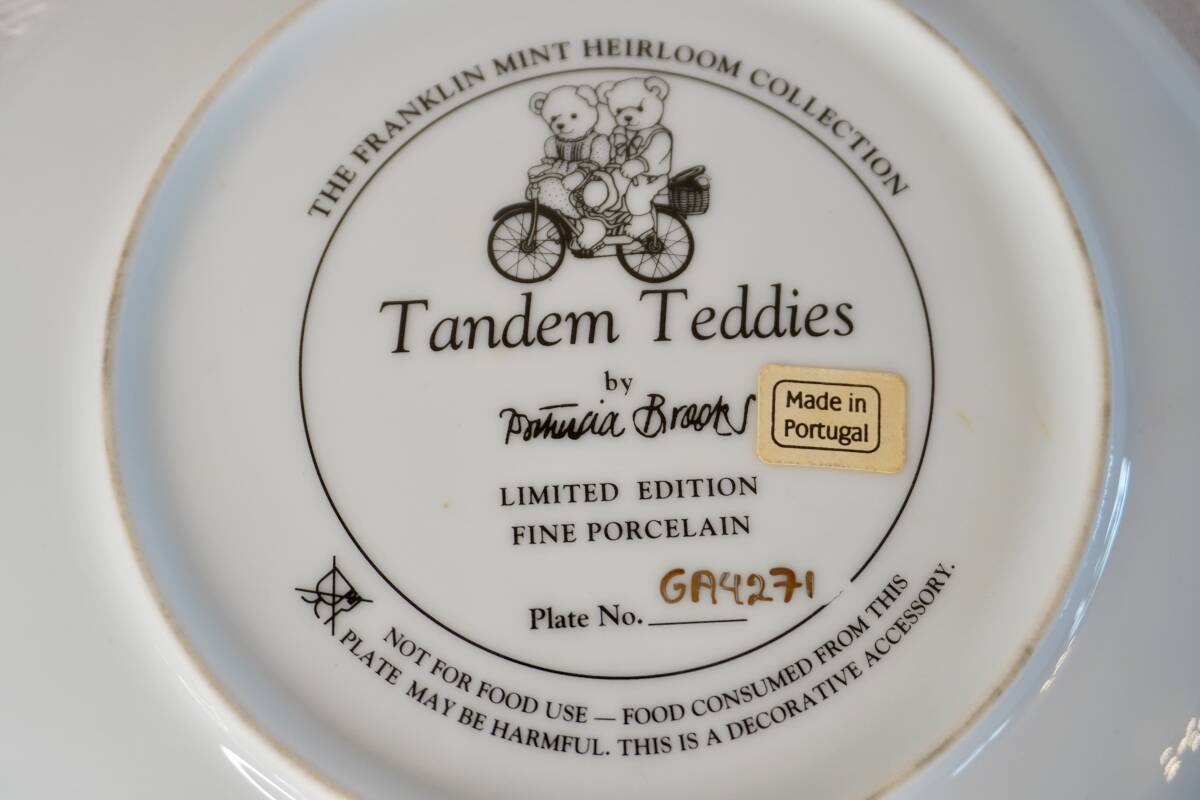 THE FRANKLIN MINT HEIRLOOM COLLECTION
Tandem Teddies
by
Patricia Brooks
Made in
Portugal
LIMITED EDITION
FINE PORCELAIN
Plate No. GA4271
NOT FOR FOOD USE — FOOD CONSUMED FROM THIS
PLATE MAY BE HARMFUL. THIS IS A DECORATIVE ACCESSORY.